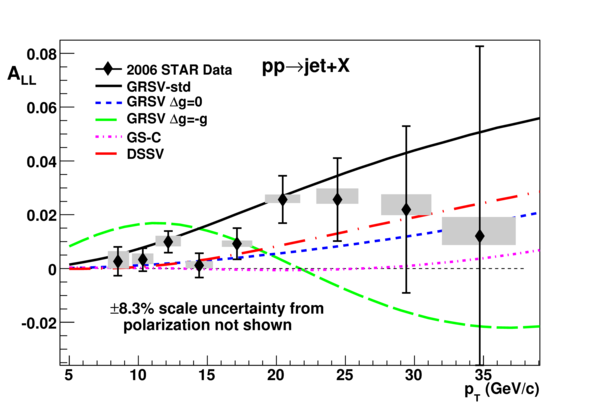 0.08
A_LL
pp→jet+X
2006 STAR Data
GRSV-std
0.06
GRSV Δg=0
GRSV Δg=-g
GS-C
0.04
DSSV
0.02
0
±8.3% scale uncertainty from
polarization not shown
-0.02
5 10 15 20 25 30 35
p_T (GeV/c)